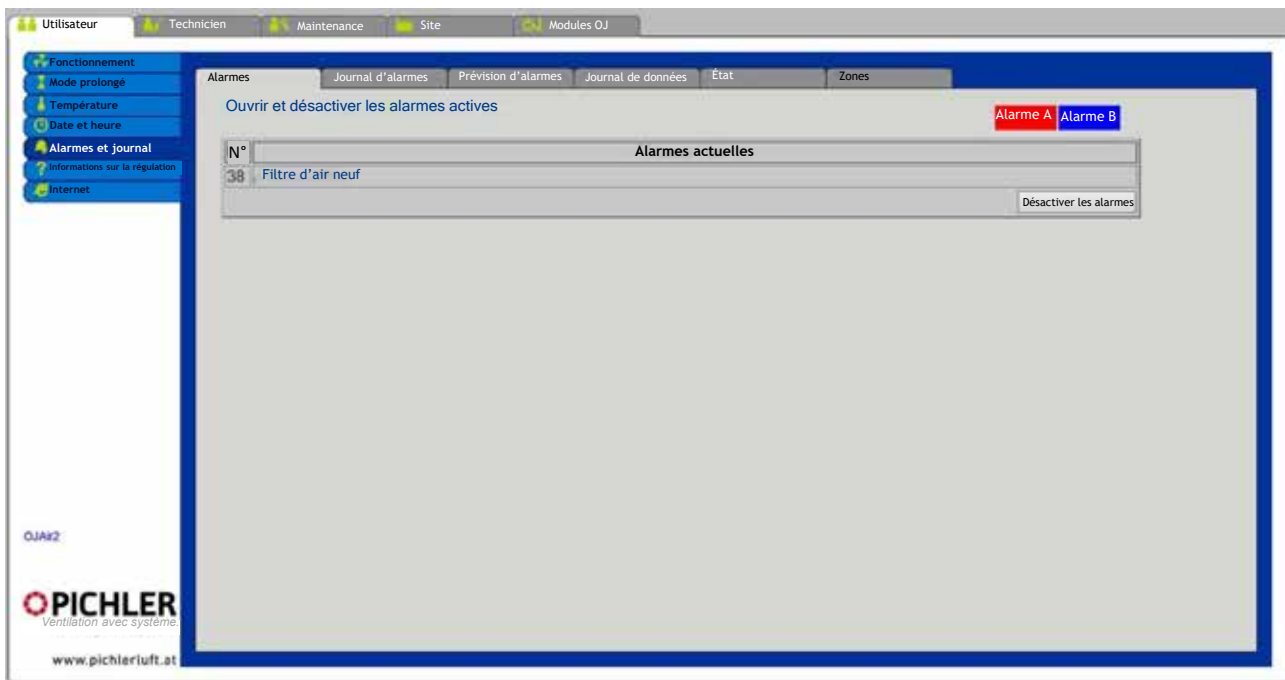 Utilisateur Technicien Maintenance Site Modules OJ
Fonctionnement
Mode prolongé
Température
Date et heure
Alarmes et journal
Informations sur la régulation
Internet
Alarmes Journal d'alarmes Prévision d'alarmes Journal de données État Zones
Ouvrir et désactiver les alarmes actives
Alarme A Alarme B
N° Alarmes actuelles
38 Filtre d'air neuf
Désactiver les alarmes
OJAir2
PICHLER
Ventilation avec système.
www.pichlerluft.at